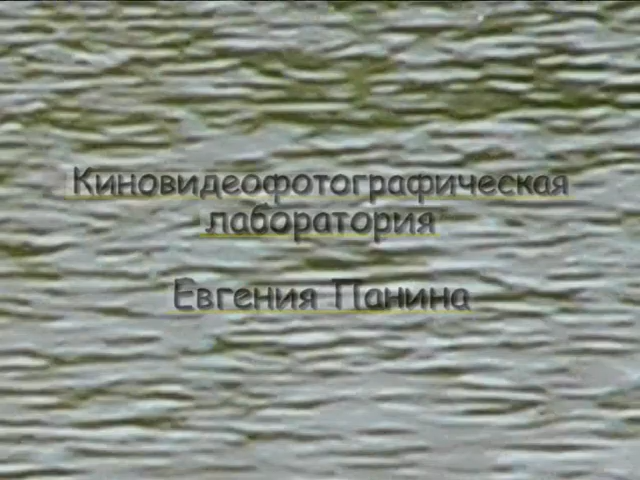 Киновидеофотографическая
лаборатория
Евгения Панина